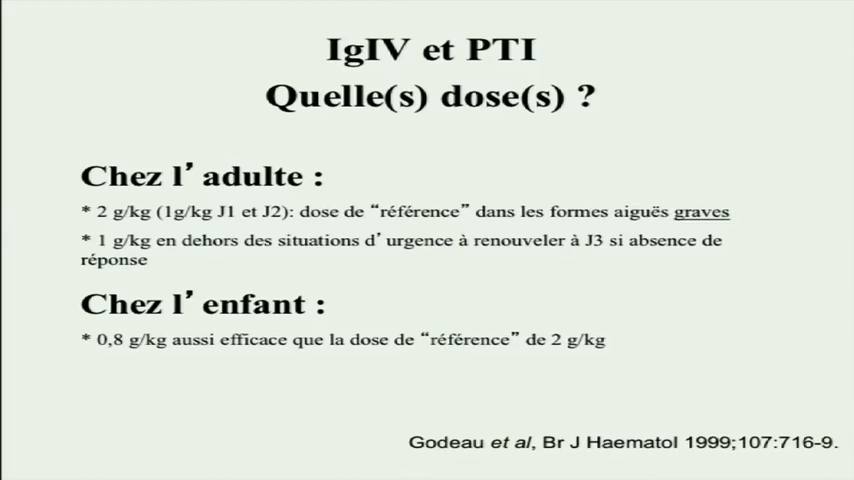 IgIV et PTI
Quelle(s) dose(s) ?
Chez l’adulte :
* 2 g/kg (1g/kg J1 et J2): dose de “référence” dans les formes aiguës graves
* 1 g/kg en dehors des situations d’urgence à renouveler à J3 si absence de
réponse
Chez l’enfant :
* 0,8 g/kg aussi efficace que la dose de “référence” de 2 g/kg
Godeau et al, Br J Haematol 1999;107:716-9.